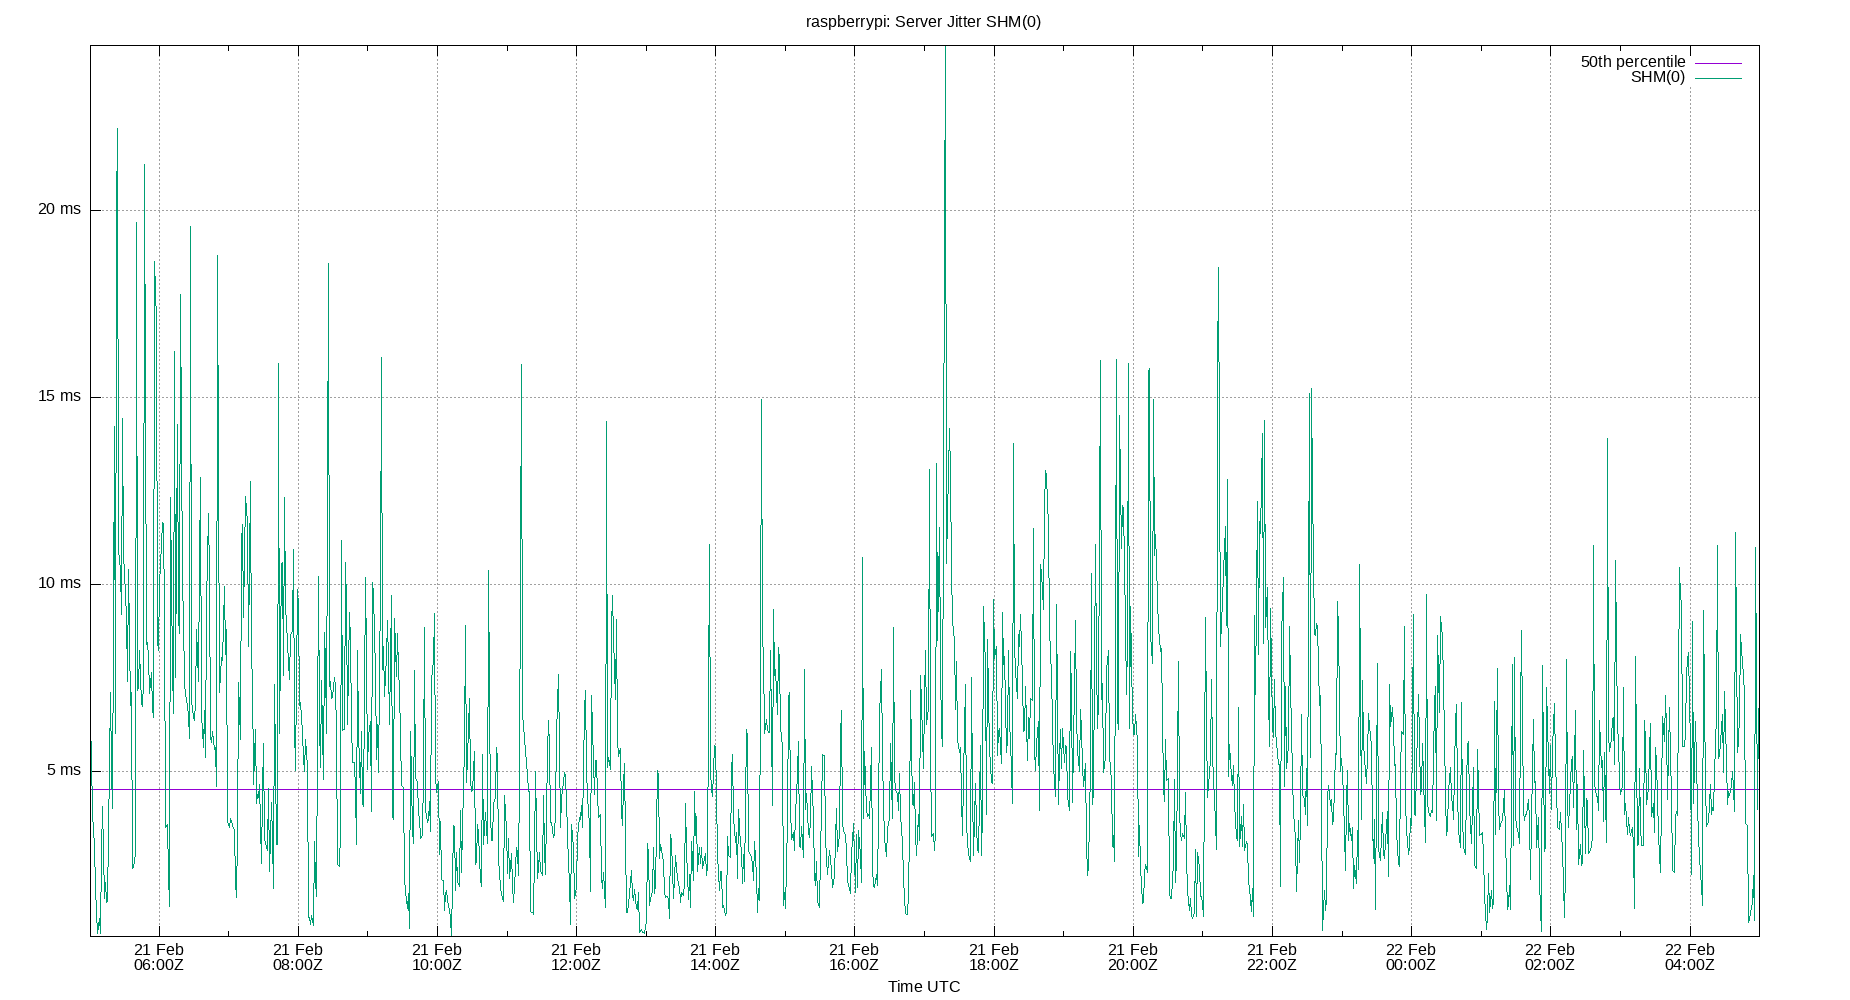 raspberrypi: Server Jitter SHM(0)
50th percentile
SHM(0)
20 ms
15 ms
10 ms
5 ms
21 Feb 21 Feb 21 Feb 21 Feb 21 Feb 21 Feb 21 Feb 21 Feb 21 Feb 22 Feb 22 Feb 22 Feb
06:00Z 08:00Z 10:00Z 12:00Z 14:00Z 16:00Z 18:00Z 20:00Z 22:00Z 00:00Z 02:00Z 04:00Z
Time UTC